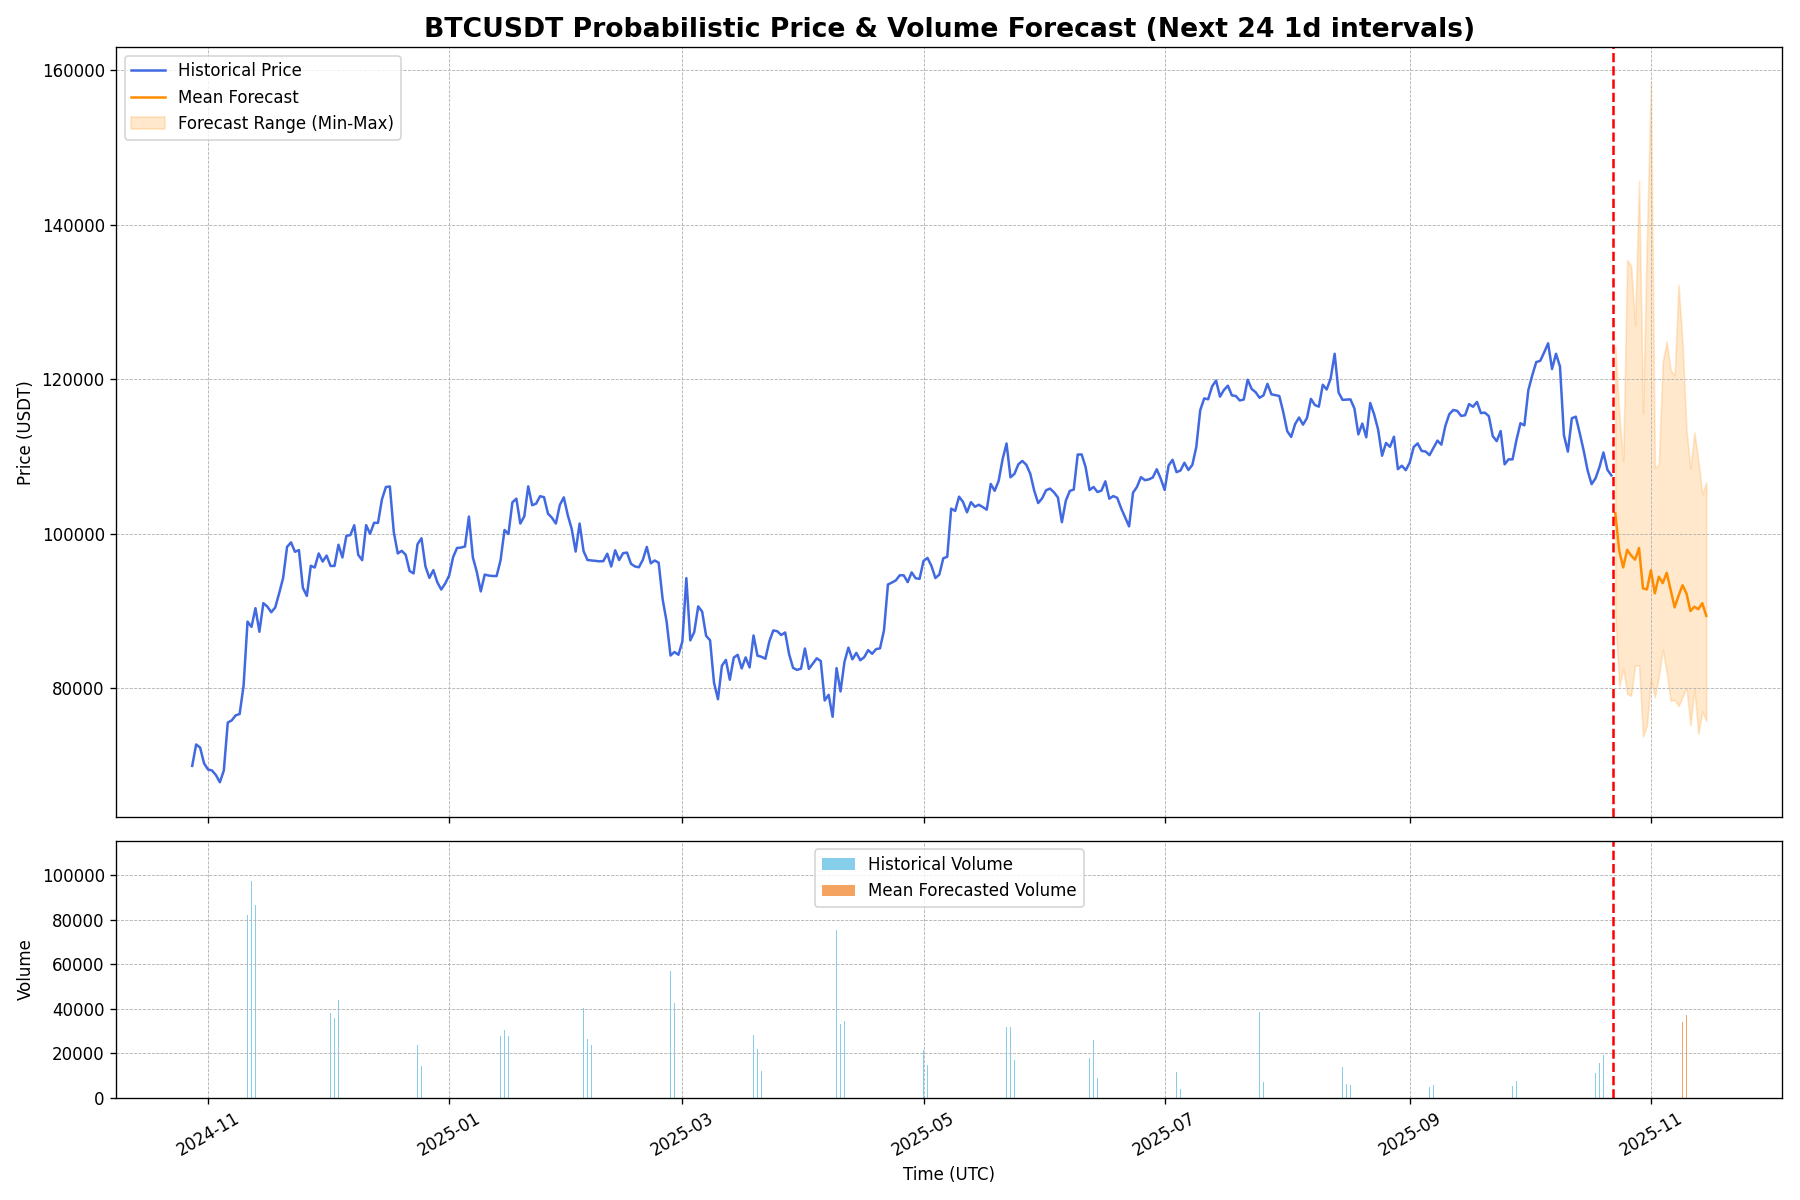 BTCUSDT Probabilistic Price & Volume Forecast (Next 24 1d intervals)
Historical Price
Mean Forecast
Forecast Range (Min-Max)
160000
140000
120000
100000
80000
Price (USDT)
Historical Volume
Mean Forecasted Volume
100000
80000
60000
40000
20000
0
Volume
2024-11
2025-01
2025-03
2025-05
2025-07
2025-09
2025-11
Time (UTC)